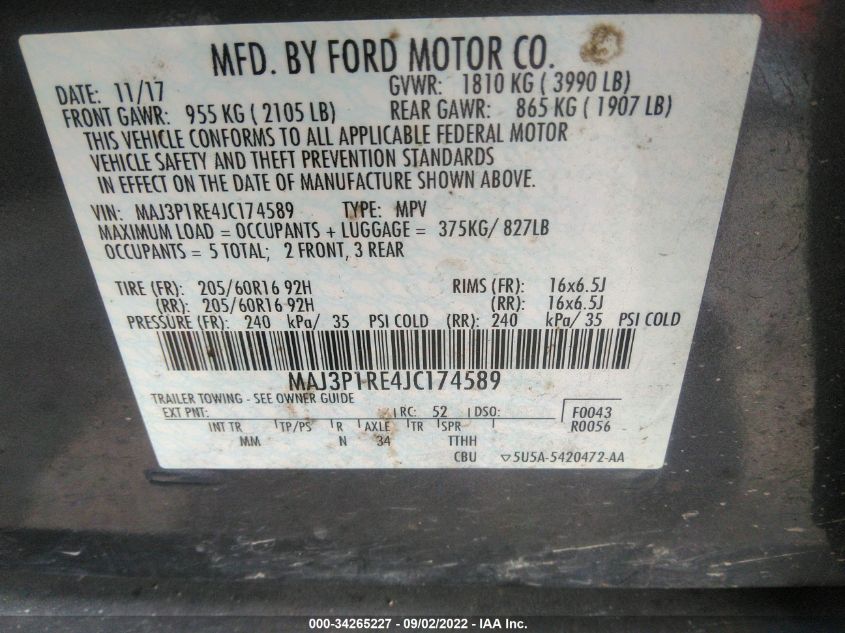 MFD. BY FORD MOTOR CO.
DATE: 11/17 GVWR: 1810 KG ( 3990 LB)
FRONT GAWR: 955 KG ( 2105 LB) REAR GAWR: 865 KG ( 1907 LB)
THIS VEHICLE CONFORMS TO ALL APPLICABLE FEDERAL MOTOR
VEHICLE SAFETY AND THEFT PREVENTION STANDARDS
IN EFFECT ON THE DATE OF MANUFACTURE SHOWN ABOVE.
VIN: MAJ3P1RE4JC174589 TYPE: MPV
MAXIMUM LOAD = OCCUPANTS + LUGGAGE = 375KG/ 827LB
OCCUPANTS = 5 TOTAL; 2 FRONT, 3 REAR
TIRE (FR): 205/60R16 92H RIMS (FR): 16x6.5J
(RR): 205/60R16 92H (RR): 16x6.5J
PRESSURE (FR): 240 kPa/ 35 PSI COLD (RR): 240 kPa/ 35 PSI COLD
MAJ3P1RE4JC174589
TRAILER TOWING - SEE OWNER GUIDE
EXT PNT: RC: 52 DSO: F0043
INT TR TP/PS R AXLE TR SPR R0056
MM N 34 TTHH
CBU ▽5U5A-5420472-AA
000-34265227 - 09/02/2022 - IAA Inc.